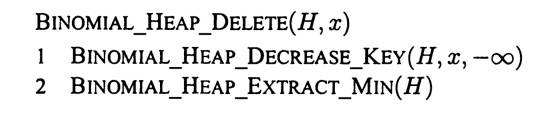 BINOMIAL_HEAP_DELETE(H, x)
1 BINOMIAL_HEAP_DECREASE_KEY(H, x, −∞)
2 BINOMIAL_HEAP_EXTRACT_MIN(H)